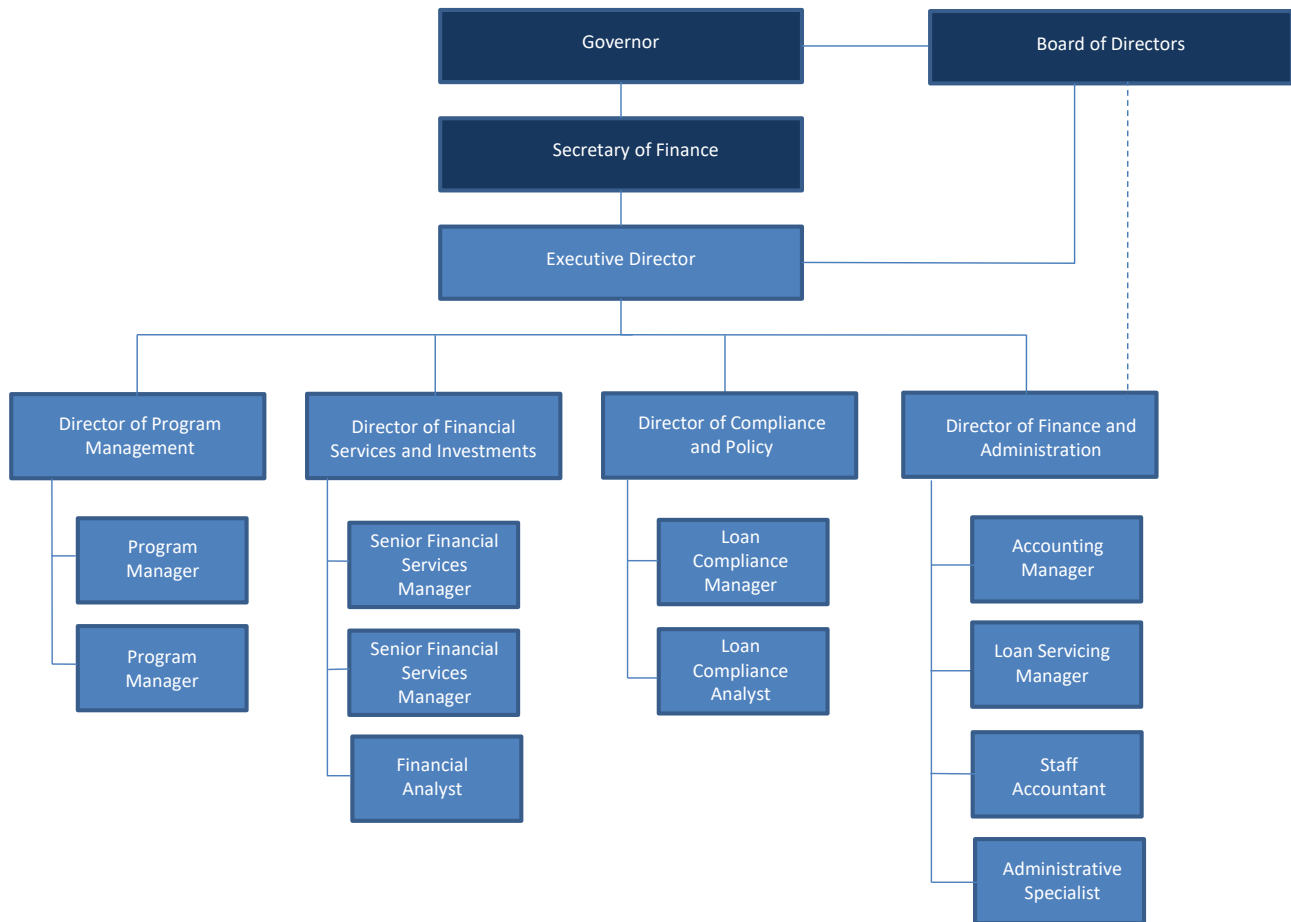 Governor
Board of Directors
Secretary of Finance
Executive Director
Director of Program
Management
Director of Financial
Services and Investments
Director of Compliance
and Policy
Director of Finance and
Administration
Program
Manager
Program
Manager
Senior Financial
Services
Manager
Senior Financial
Services
Manager
Financial
Analyst
Loan
Compliance
Manager
Loan
Compliance
Analyst
Accounting
Manager
Loan Servicing
Manager
Staff
Accountant
Administrative
Specialist